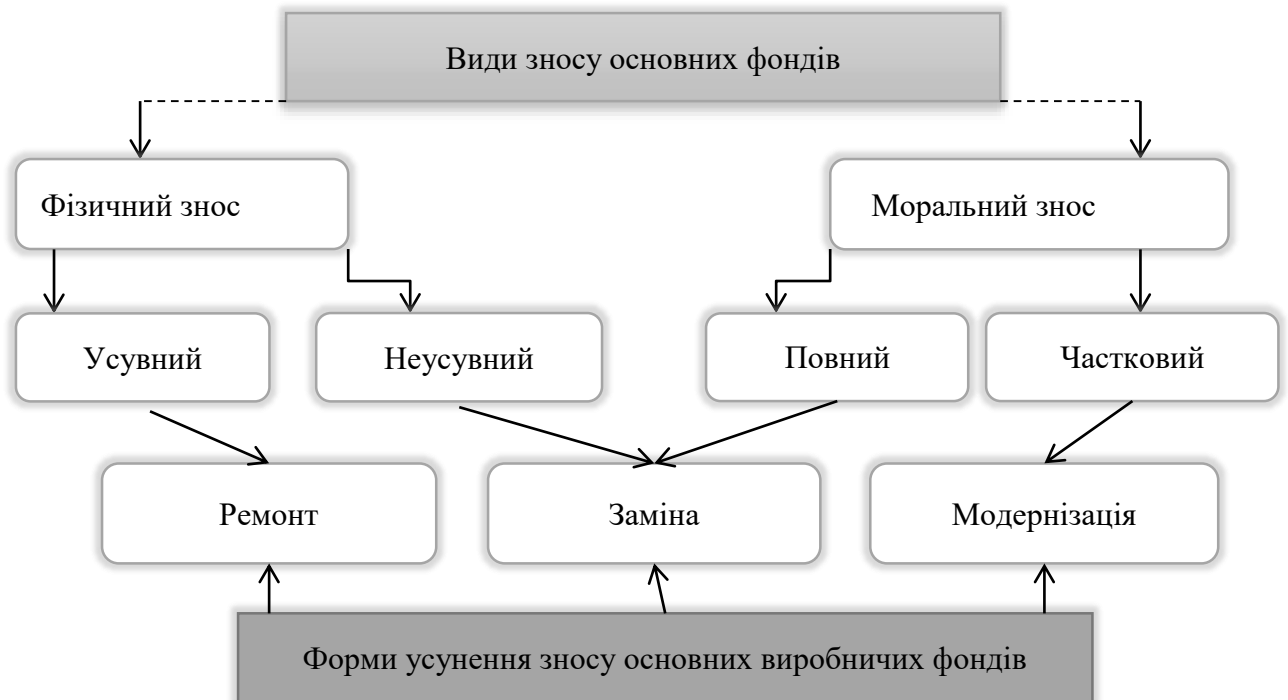 Види зносу основних фондів
Фізичний знос
Моральний знос
Усувний
Неусувний
Повний
Частковий
Ремонт
Заміна
Модернізація
Форми усунення зносу основних виробничих фондів